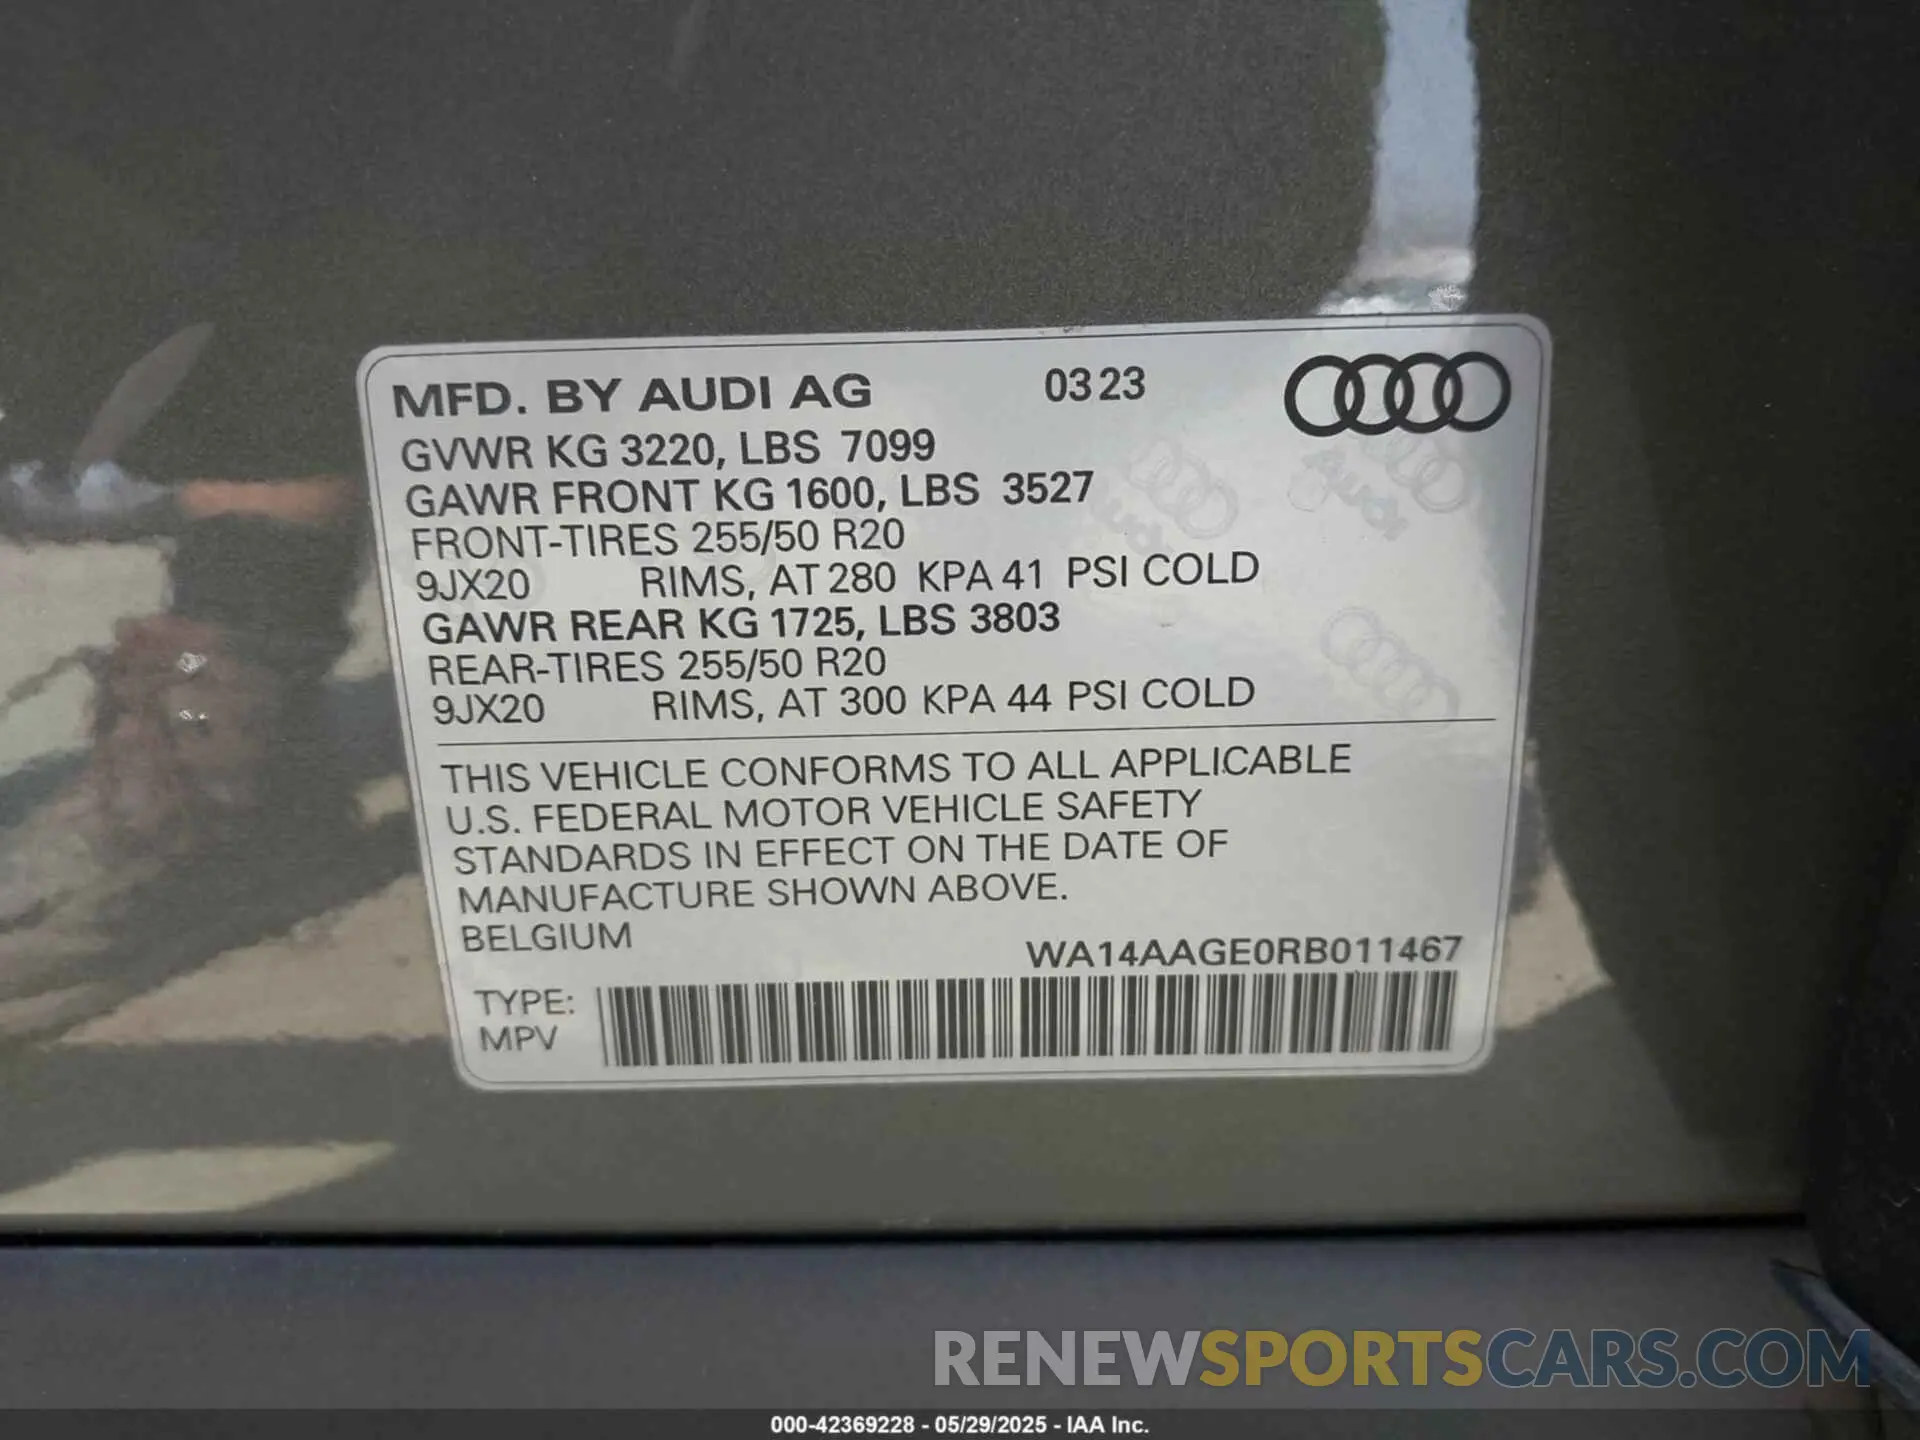 MFD. BY AUDI AG 03 23
GVWR KG 3220, LBS 7099
GAWR FRONT KG 1600, LBS 3527
FRONT-TIRES 255/50 R20
9JX20 RIMS, AT 280 KPA 41 PSI COLD
GAWR REAR KG 1725, LBS 3803
REAR-TIRES 255/50 R20
9JX20 RIMS, AT 300 KPA 44 PSI COLD
THIS VEHICLE CONFORMS TO ALL APPLICABLE
U.S. FEDERAL MOTOR VEHICLE SAFETY
STANDARDS IN EFFECT ON THE DATE OF
MANUFACTURE SHOWN ABOVE.
BELGIUM
WA14AAGE0RB011467
TYPE:
MPV
Audi
Audi
RENEWSPORTSCARS.COM
000-42369228 - 05/29/2025 - IAA Inc.